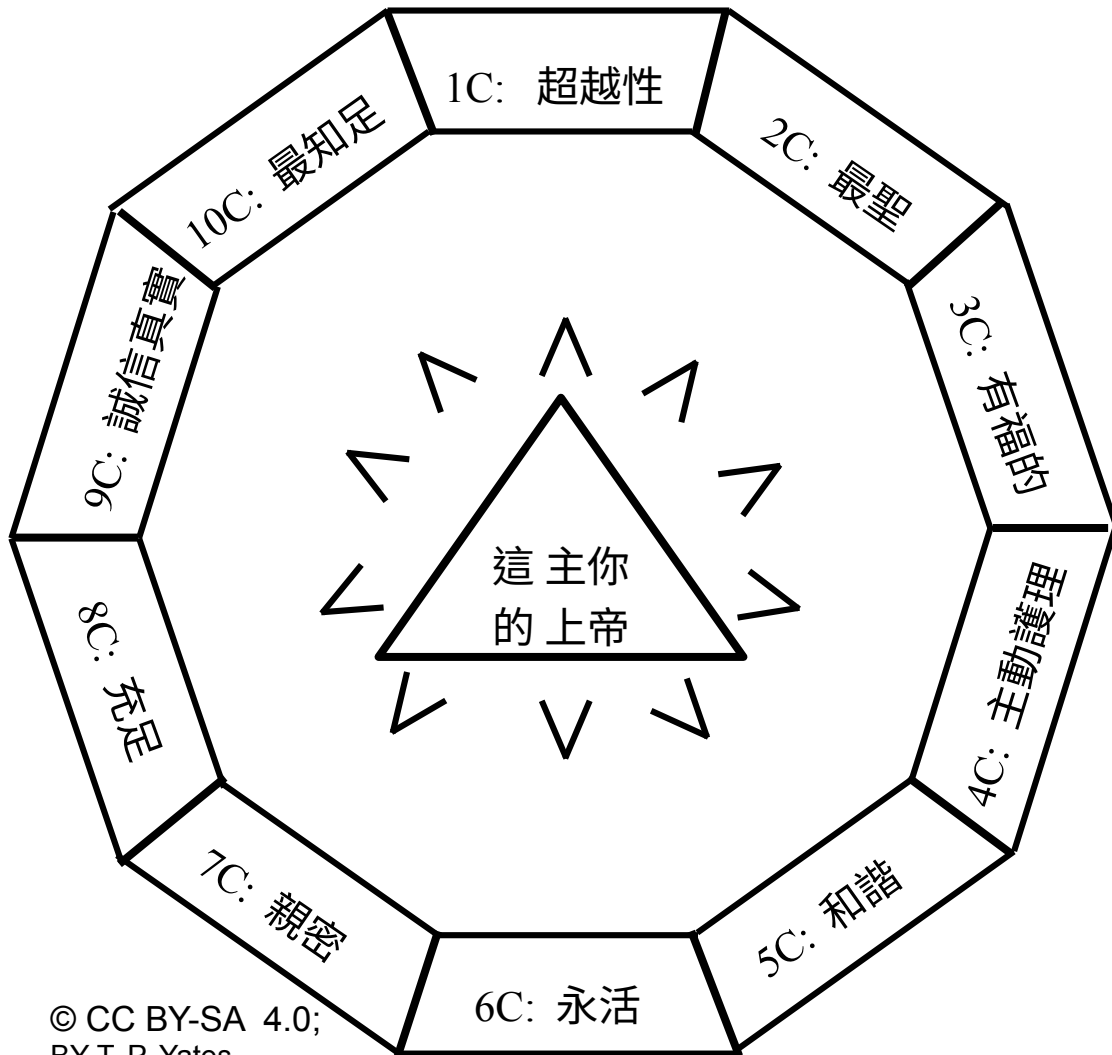 1C: 超越性
2C: 最聖
3C: 有福的
4C: 主動護理
5C: 和諧
6C: 永活
7C: 親密
8C: 充足
9C: 誠信真實
10C: 最知足
這 主你
的 上帝
© CC BY-SA 4.0;
BY T. P. Yates